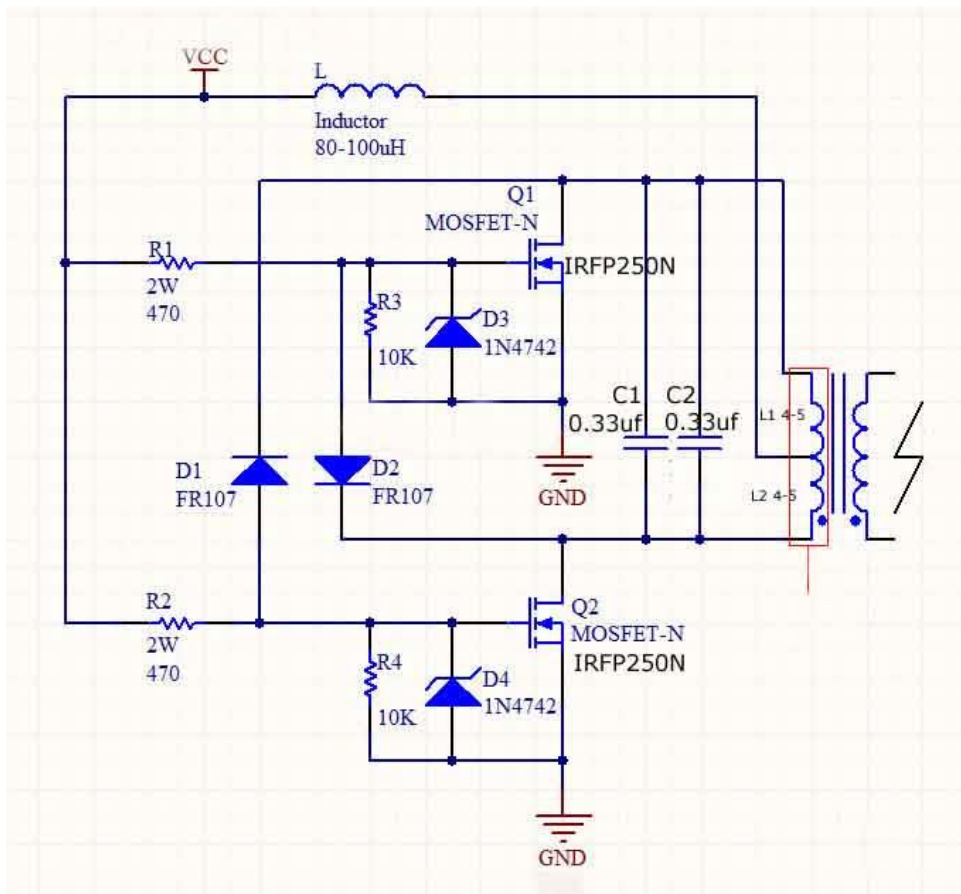 VCC
L
Inductor
80-100uH
Q1
MOSFET-N
IRFP250N
R1
2W
470
R3
10K
D3
1N4742
C1
0.33uf
C2
0.33uf
L1 4-5
L2 4-5
D1
FR107
D2
FR107
GND
R2
2W
470
Q2
MOSFET-N
IRFP250N
R4
10K
D4
1N4742
GND